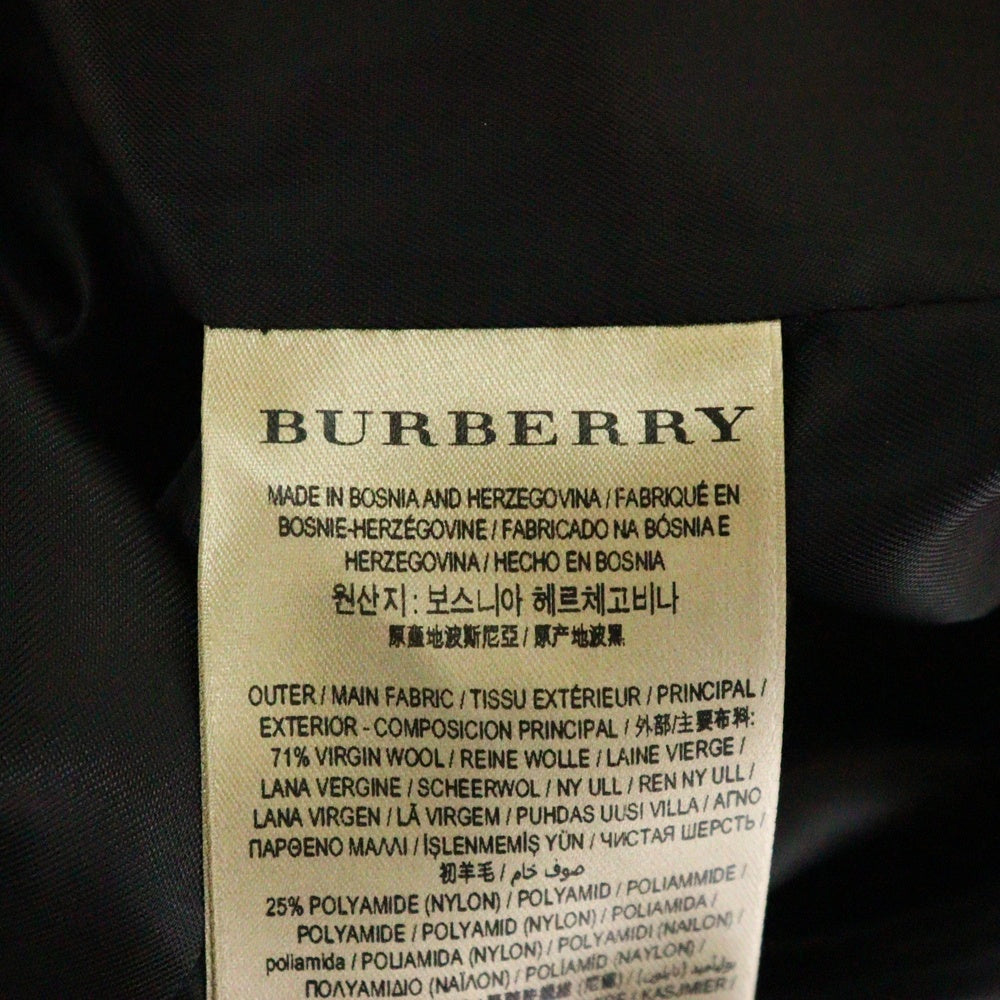 BURBERRY
MADE IN BOSNIA AND HERZEGOVINA / FABRIQUÉ EN
BOSNIE-HERZÉGOVINE / FABRICADO NA BÓSNIA E
HERZEGOVINA / HECHO EN BOSNIA
원산지 : 보스니아 헤르체고비나
原產地波斯尼亞 / 原产地波黑
OUTER / MAIN FABRIC / TISSU EXTÉRIEUR / PRINCIPAL /
EXTERIOR - COMPOSICION PRINCIPAL / 外部/主要布料:
71% VIRGIN WOOL / REINE WOLLE / LAINE VIERGE /
LANA VERGINE / SCHEERWOL / NY ULL / REN NY ULL /
LANA VIRGEN / LÃ VIRGEM / PUHDAS UUSI VILLA / ΑΓΝΟ
ΠΑΡΘΕΝΟ ΜΑΛΛΙ / İŞLENMEMİŞ YÜN / ЧИСТАЯ ШЕРСТЬ /
初羊毛 / صوف خام /
25% POLYAMIDE (NYLON) / POLYAMID / POLIAMMIDE /
POLYAMIDE / POLYAMID (NYLON) / POLIAMIDA /
poliamida / POLIAMIDA (NYLON) / POLYAMIDI (NAILON) /
ΠΟΛΥΑΜΙΔΙΟ (ΝΑΪΛΟΝ) / POLİAMİD (NAYLON) /
KASJMIER /